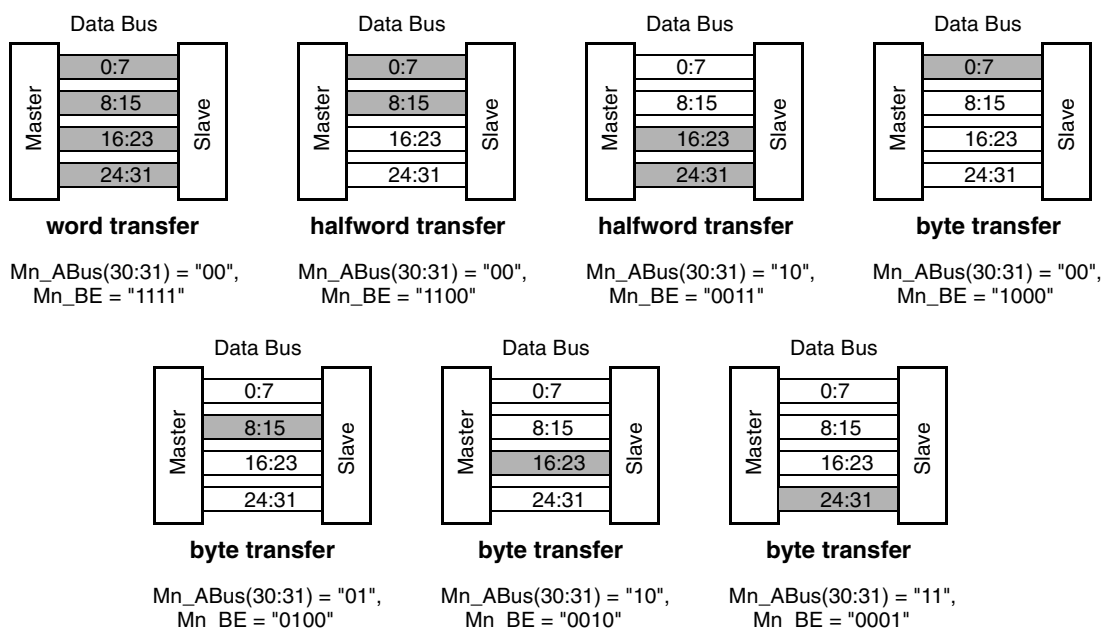 Data Bus
Master
0:7
8:15
16:23
24:31
Slave
word transfer
Mn_ABus(30:31) = "00",
Mn_BE = "1111"
Data Bus
Master
0:7
8:15
16:23
24:31
Slave
halfword transfer
Mn_ABus(30:31) = "00",
Mn_BE = "1100"
Data Bus
Master
0:7
8:15
16:23
24:31
Slave
halfword transfer
Mn_ABus(30:31) = "10",
Mn_BE = "0011"
Data Bus
Master
0:7
8:15
16:23
24:31
Slave
byte transfer
Mn_ABus(30:31) = "00",
Mn_BE = "1000"
Data Bus
Master
0:7
8:15
16:23
24:31
Slave
byte transfer
Mn_ABus(30:31) = "01",
Mn_BE = "0100"
Data Bus
Master
0:7
8:15
16:23
24:31
Slave
byte transfer
Mn_ABus(30:31) = "10",
Mn_BE = "0010"
Data Bus
Master
0:7
8:15
16:23
24:31
Slave
byte transfer
Mn_ABus(30:31) = "11",
Mn_BE = "0001"